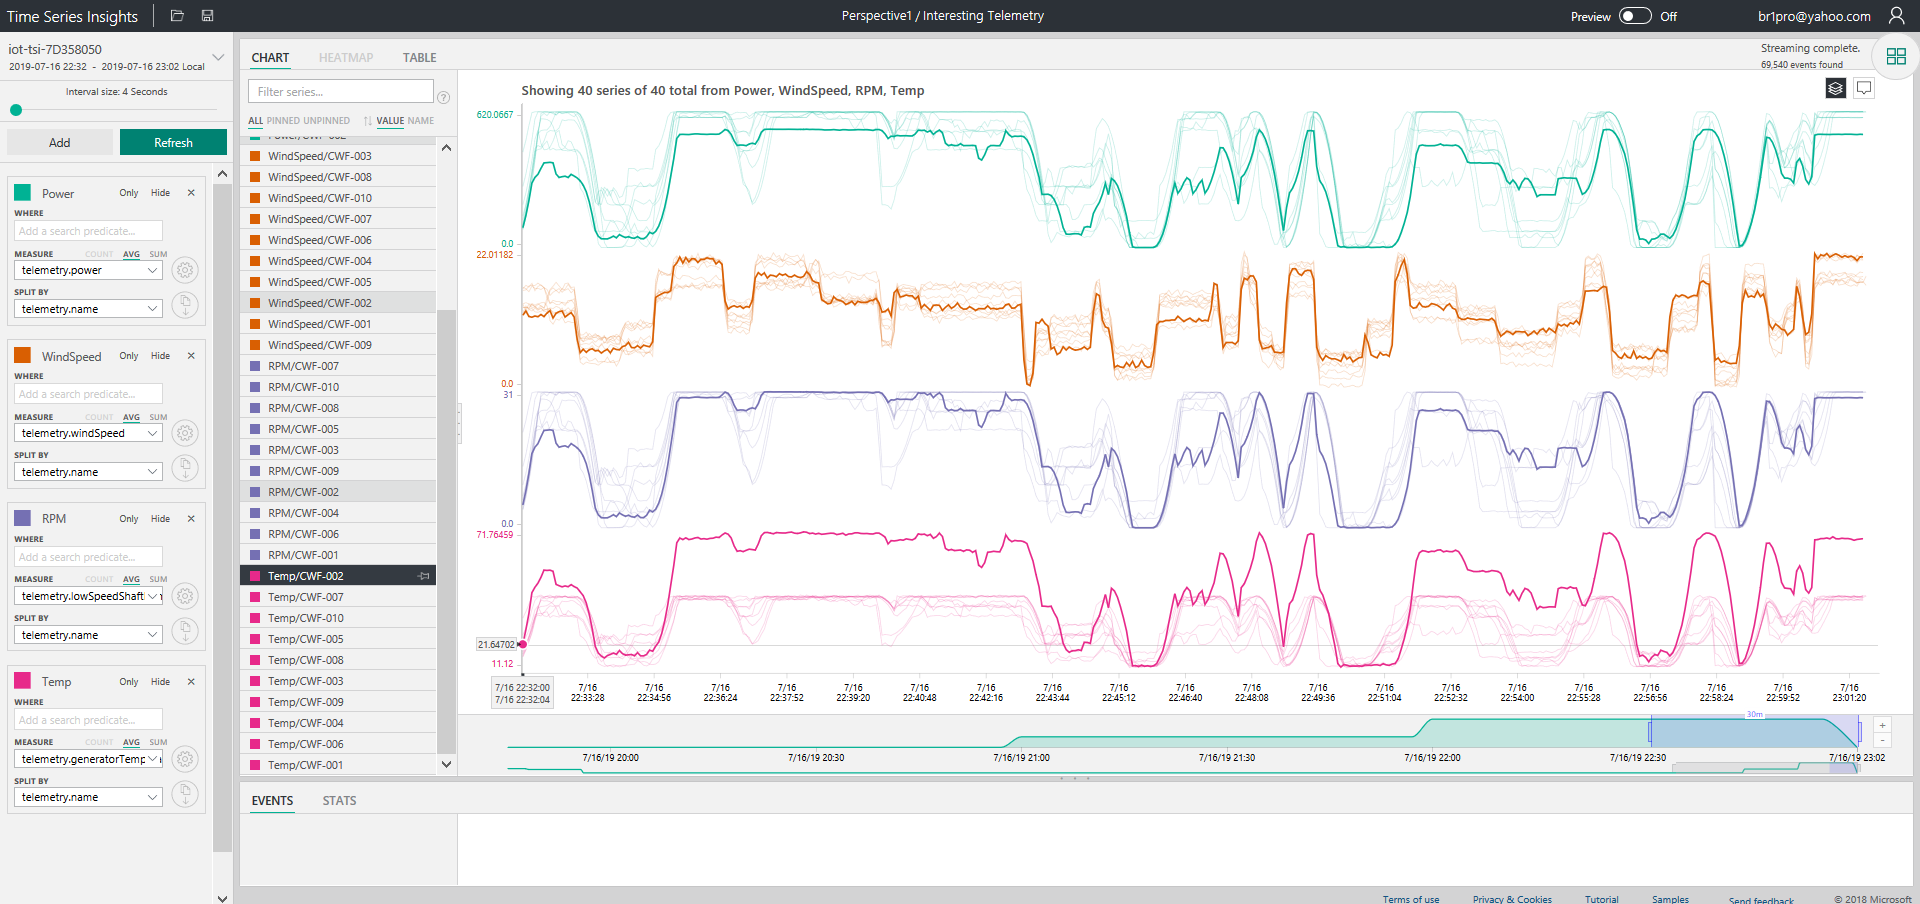 Time Series Insights
Perspective1 / Interesting Telemetry
Preview
Off
br1pro@yahoo.com
iot-tsi-7D358050
2019-07-16 22:32 - 2019-07-16 23:02 Local
Interval size: 4 Seconds
Add
Refresh
Power
Only
Hide
WHERE
Add a search predicate...
MEASURE
COUNT
AVG
SUM
telemetry.power
SPLIT BY
telemetry.name
WindSpeed
Only
Hide
WHERE
Add a search predicate...
MEASURE
COUNT
AVG
SUM
telemetry.windSpeed
SPLIT BY
telemetry.name
RPM
Only
Hide
WHERE
Add a search predicate...
MEASURE
COUNT
AVG
SUM
telemetry.lowSpeedShaft
SPLIT BY
telemetry.name
Temp
Only
Hide
WHERE
Add a search predicate...
MEASURE
COUNT
AVG
SUM
telemetry.generatorTemp
SPLIT BY
telemetry.name
CHART
HEATMAP
TABLE
Streaming complete.
69,540 events found
Filter series...
ALL PINNED UNPINNED
VALUE NAME
WindSpeed/CWF-003
WindSpeed/CWF-008
WindSpeed/CWF-010
WindSpeed/CWF-007
WindSpeed/CWF-006
WindSpeed/CWF-004
WindSpeed/CWF-005
WindSpeed/CWF-002
WindSpeed/CWF-001
WindSpeed/CWF-009
RPM/CWF-007
RPM/CWF-010
RPM/CWF-008
RPM/CWF-005
RPM/CWF-003
RPM/CWF-009
RPM/CWF-002
RPM/CWF-004
RPM/CWF-006
RPM/CWF-001
Temp/CWF-002
Temp/CWF-007
Temp/CWF-010
Temp/CWF-005
Temp/CWF-008
Temp/CWF-003
Temp/CWF-009
Temp/CWF-004
Temp/CWF-006
Temp/CWF-001
Showing 40 series of 40 total from Power, WindSpeed, RPM, Temp
620.0667
0.0
22.01182
0.0
31
0.0
71.76459
21.64702
11.12
7/16 22:32:00
7/16 22:32:04
7/16
22:33:28
7/16
22:34:56
7/16
22:36:24
7/16
22:37:52
7/16
22:39:20
7/16
22:40:48
7/16
22:42:16
7/16
22:43:44
7/16
22:45:12
7/16
22:46:40
7/16
22:48:08
7/16
22:49:36
7/16
22:51:04
7/16
22:52:32
7/16
22:54:00
7/16
22:55:28
7/16
22:56:56
7/16
22:58:24
7/16
22:59:52
7/16
23:01:20
30m
+
-
7/16/19 20:00
7/16/19 20:30
7/16/19 21:00
7/16/19 21:30
7/16/19 22:00
7/16/19 22:30
7/16/19 23:02
EVENTS
STATS
Terms of use
Privacy & Cookies
Tutorial
Samples
Send feedback
© 2018 Microsoft